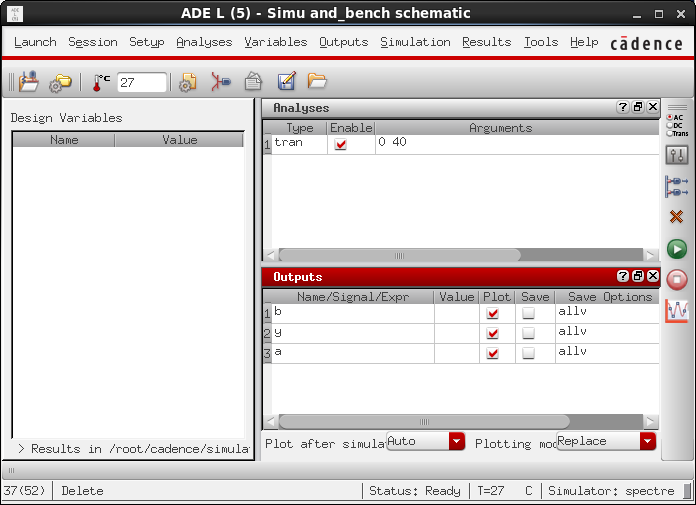 ADE L (5) - Simu and_bench schematic
Launch Session Setup Analyses Variables Outputs Simulation Results Tools Help cādence
°C 27
Design Variables
Name Value
Analyses
Type Enable Arguments
1 tran 0 40
Outputs
Name/Signal/Expr Value Plot Save Save Options
1 b allv
2 y allv
3 a allv
Plot after simulat Auto Plotting mod Replace
> Results in /root/cadence/simulat
AC
DC
Trans
37(52) Delete Status: Ready T=27 C Simulator: spectre